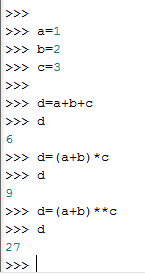 >>>
>>> a=1
>>> b=2
>>> c=3
>>>
>>> d=a+b+c
>>> d
6
>>> d=(a+b)*c
>>> d
9
>>> d=(a+b)**c
>>> d
27
>>>